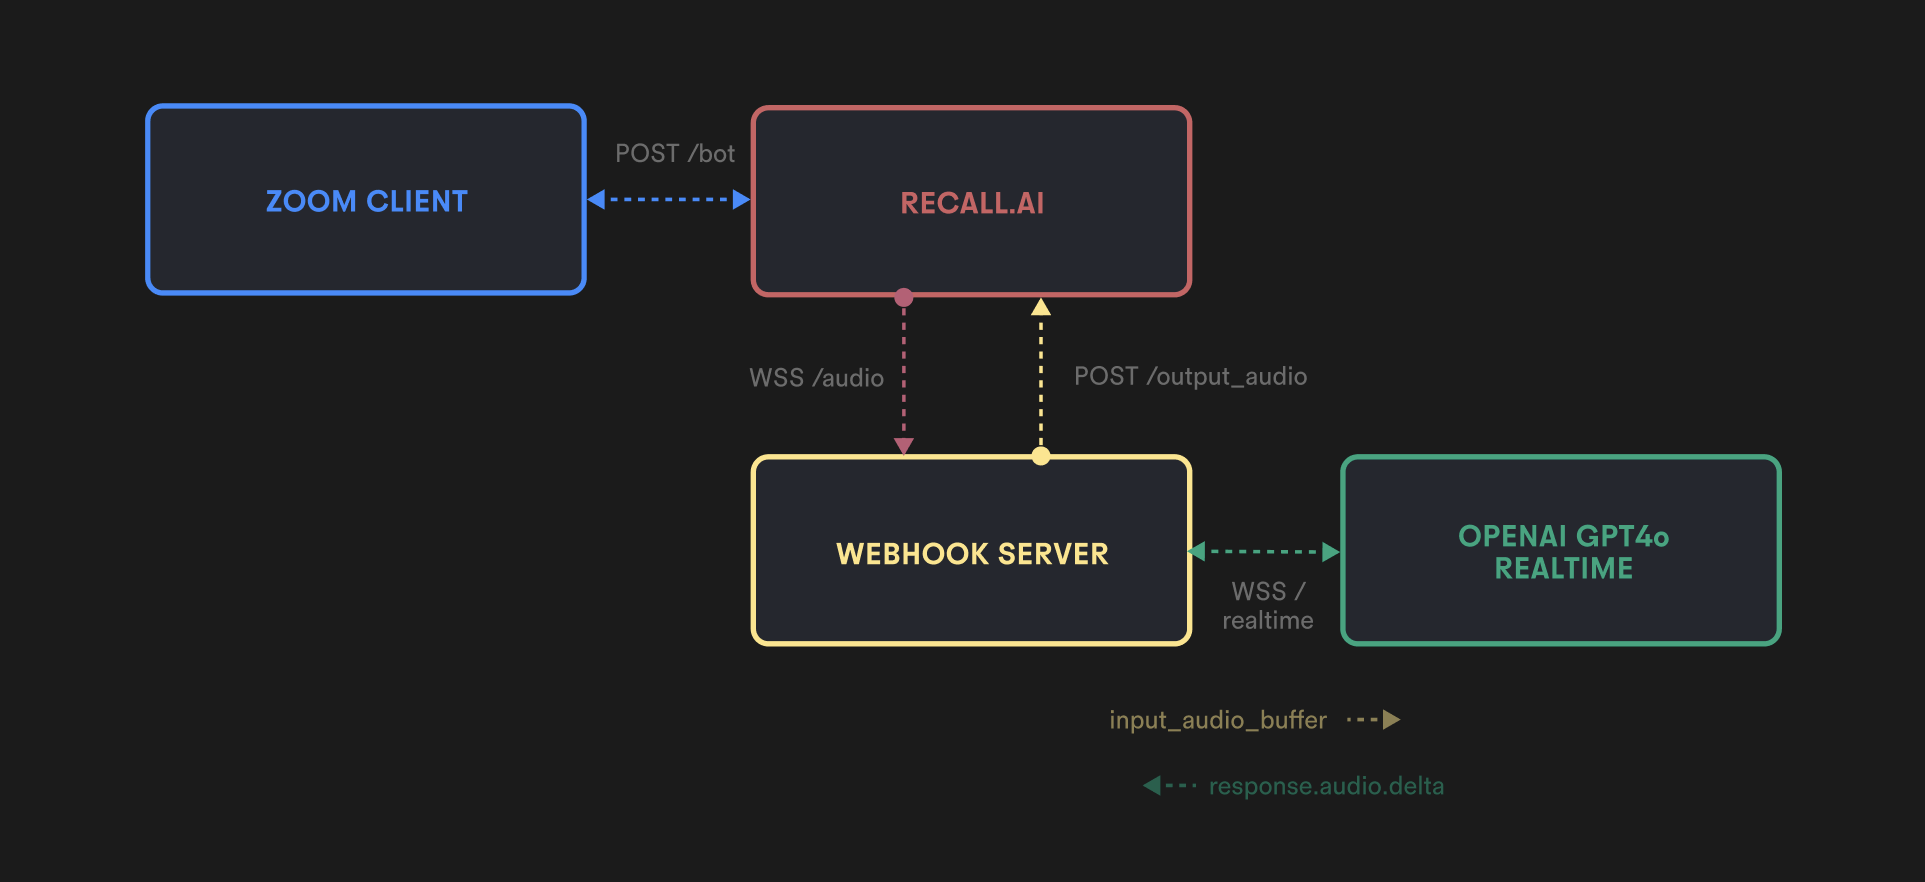 POST /bot
ZOOM CLIENT
RECALL.AI
WSS /audio
POST /output_audio
WEBHOOK SERVER
OPENAI GPT4o
REALTIME
WSS /
realtime
input_audio_buffer
response.audio.delta